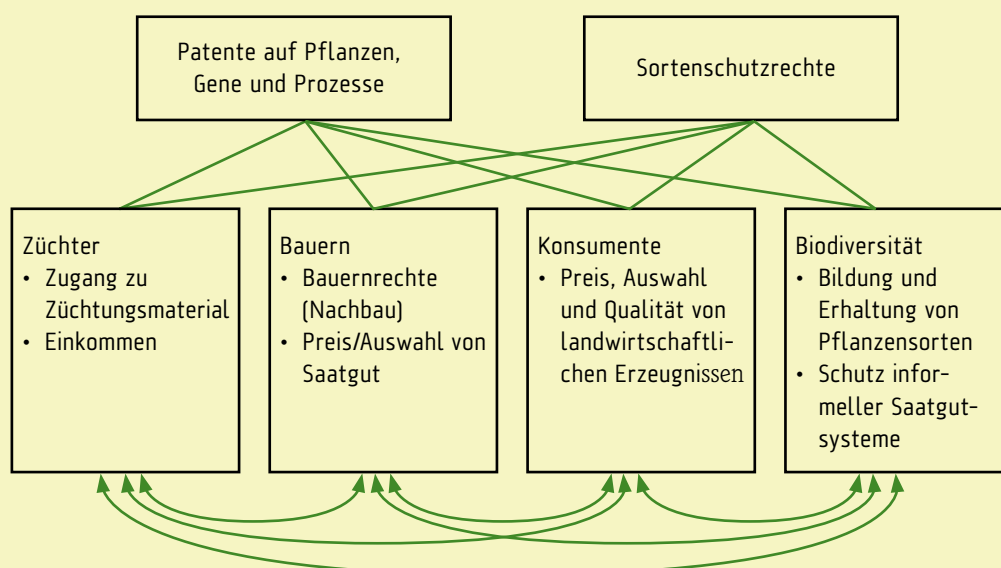 Patente auf Pflanzen,
Gene und Prozesse
Sortenschutzrechte
Züchter
• Zugang zu
Züchtungsmaterial
• Einkommen
Bauern
• Bauernrechte
(Nachbau)
• Preis/Auswahl von
Saatgut
Konsumente
• Preis, Auswahl
und Qualität von
landwirtschaftli-
chen Erzeugnissen
Biodiversität
• Bildung und
Erhaltung von
Pflanzensorten
• Schutz infor-
meller Saatgut-
systeme